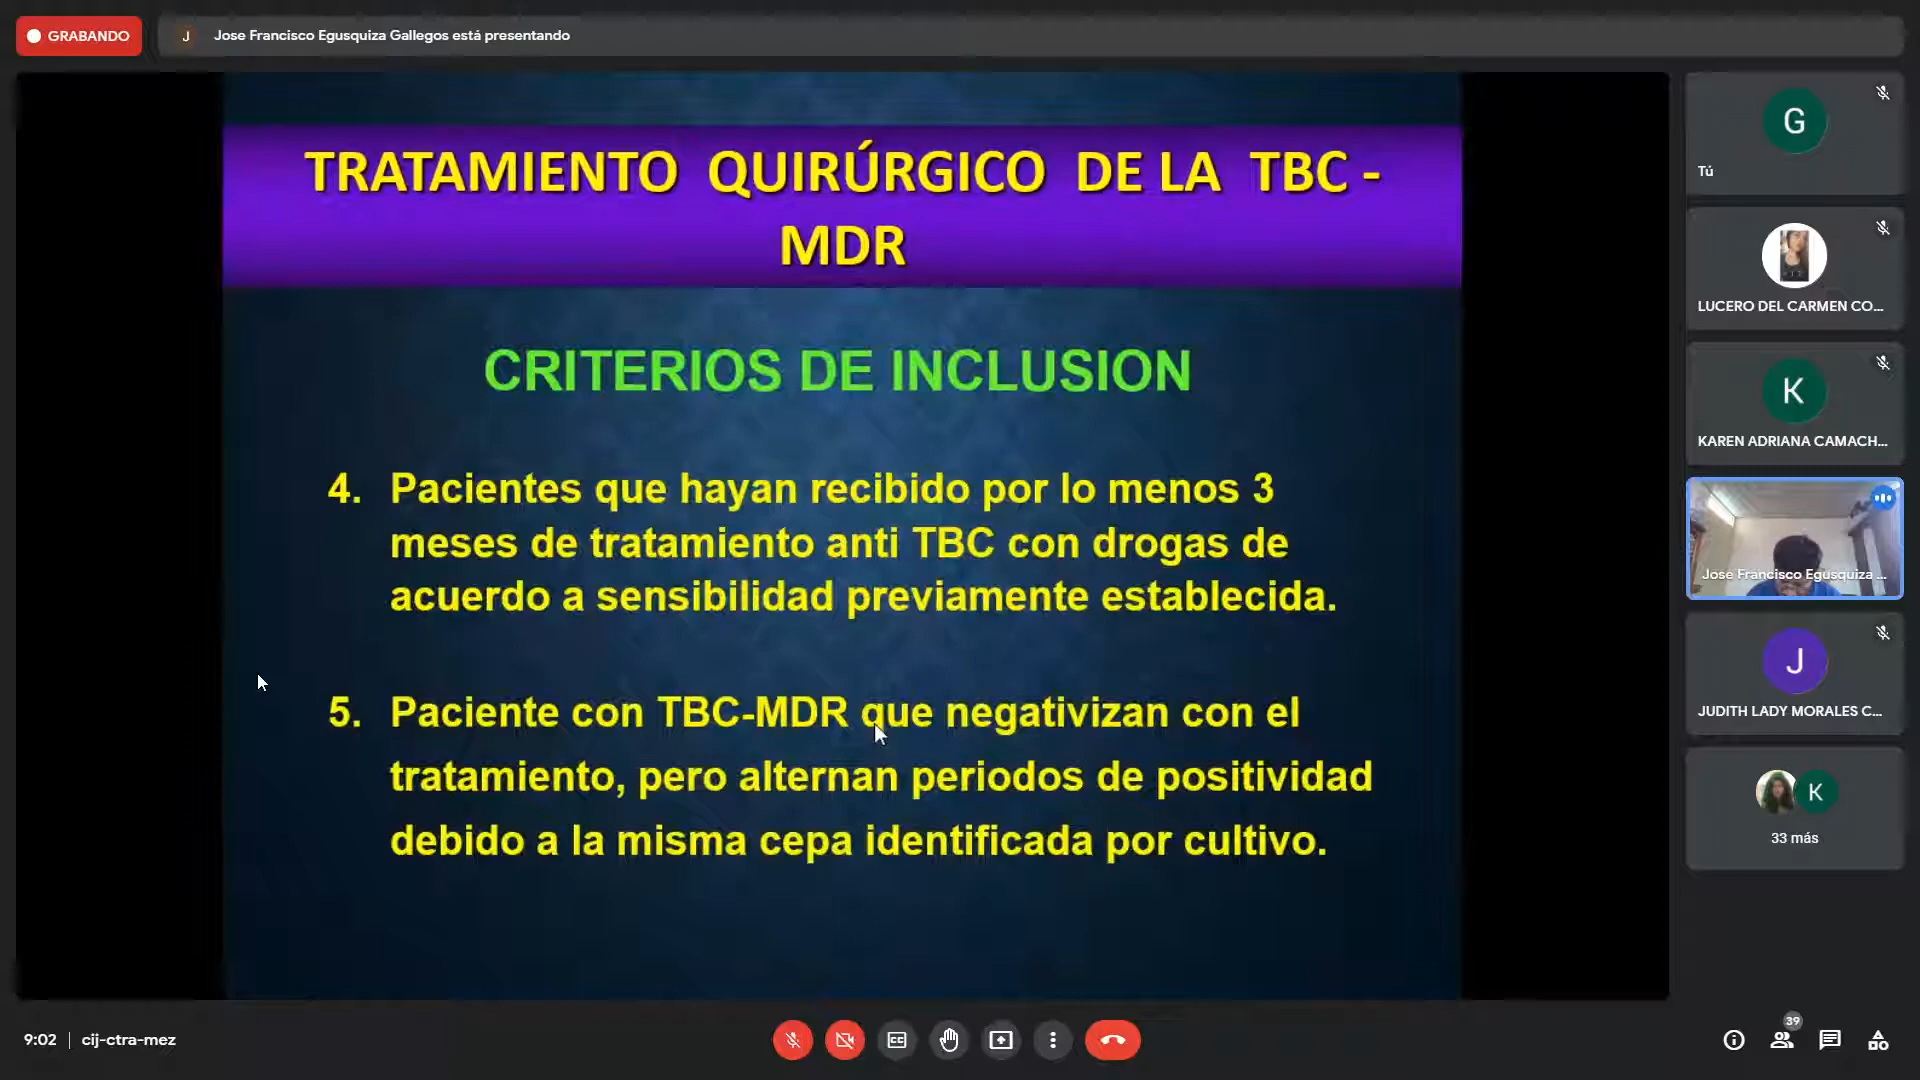 GRABANDO
J
Jose Francisco Egusquiza Gallegos está presentando
TRATAMIENTO QUIRÚRGICO DE LA TBC -
MDR
CRITERIOS DE INCLUSION
4. Pacientes que hayan recibido por lo menos 3
meses de tratamiento anti TBC con drogas de
acuerdo a sensibilidad previamente establecida.
5. Paciente con TBC-MDR que negativizan con el
tratamiento, pero alternan periodos de positividad
debido a la misma cepa identificada por cultivo.
G
Tú
LUCERO DEL CARMEN CO...
K
KAREN ADRIANA CAMACH...
Jose Francisco Egusquiza ...
J
JUDITH LADY MORALES C...
K
33 más
9:02 | cij-ctra-mez
CC
39